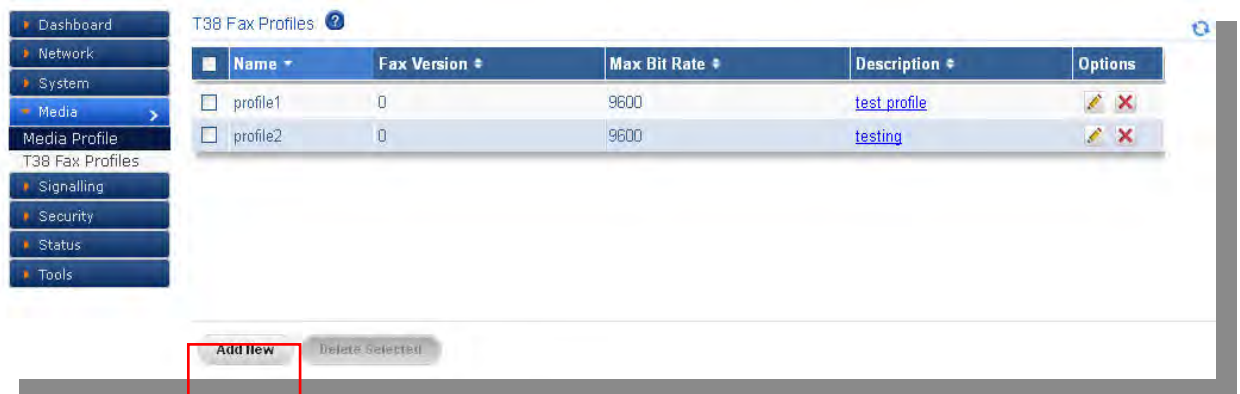 Dashboard
Network
System
Media
Media Profile
T38 Fax Profiles
Signalling
Security
Status
Tools
T38 Fax Profiles ?
Name Fax Version Max Bit Rate Description Options
profile1 0 9600 test profile
profile2 0 9600 testing
Add New Delete Selected